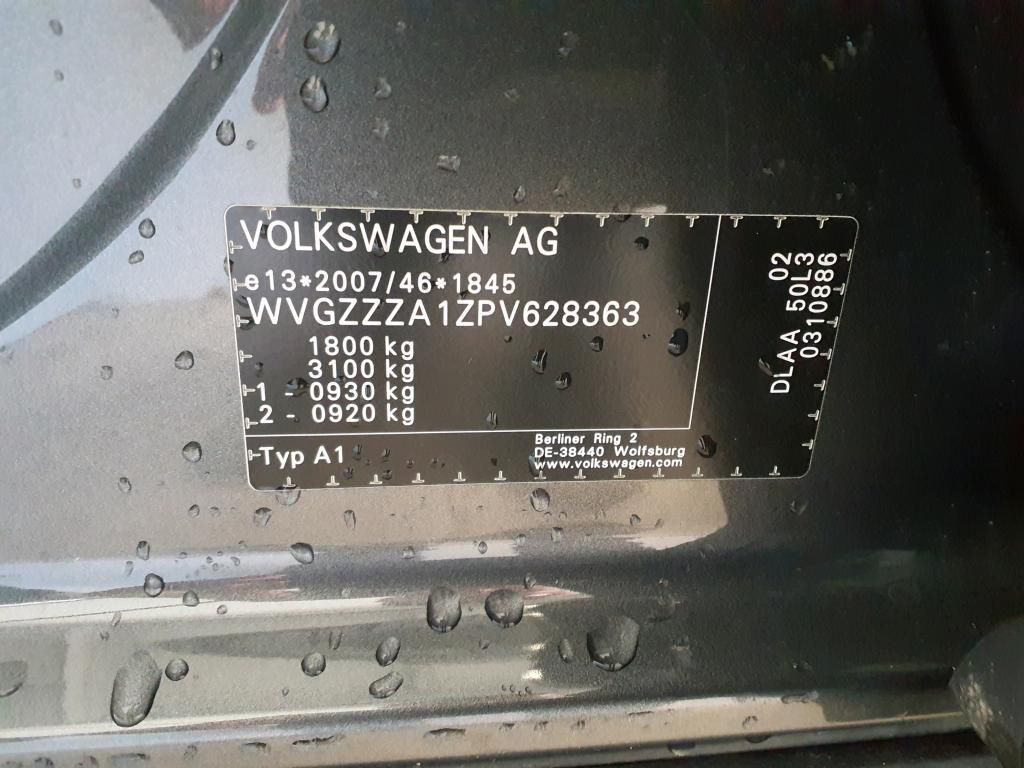 VOLKSWAGEN AG
e13*2007/46*1845
WVGZZZA1ZPV628363
1800 kg
3100 kg
1 - 0930 kg
2 - 0920 kg
Typ A1
Berliner Ring 2
DE-38440 Wolfsburg
www.volkswagen.com
02
DLAA 50L3
0310886